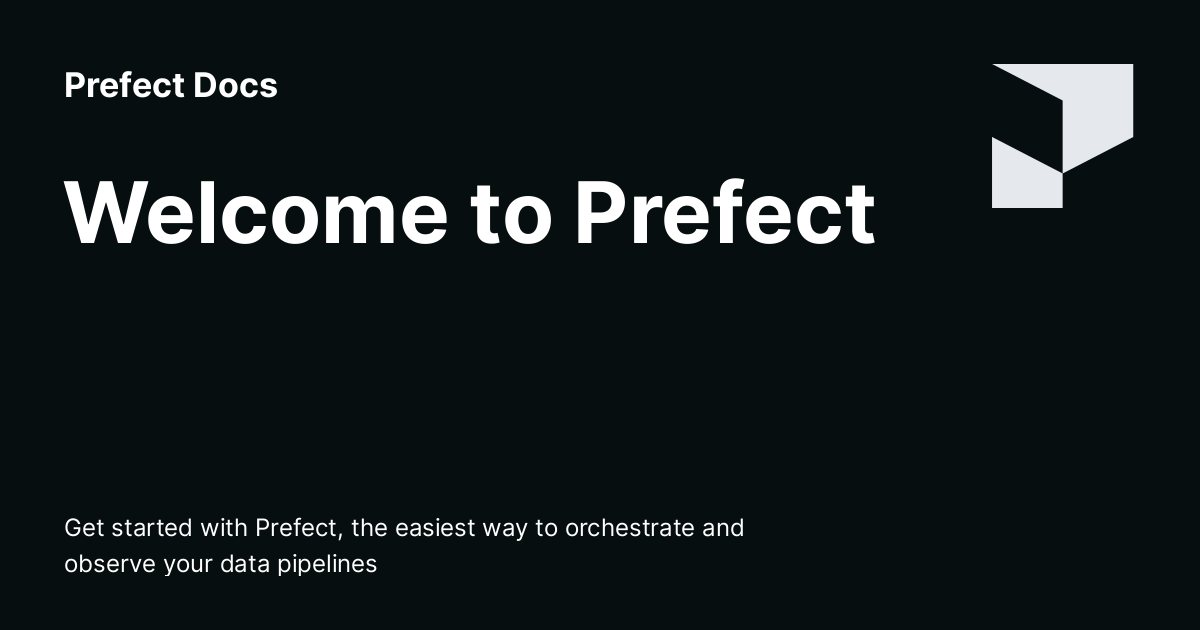 Prefect Docs
Welcome to Prefect
Get started with Prefect, the easiest way to orchestrate and
observe your data pipelines